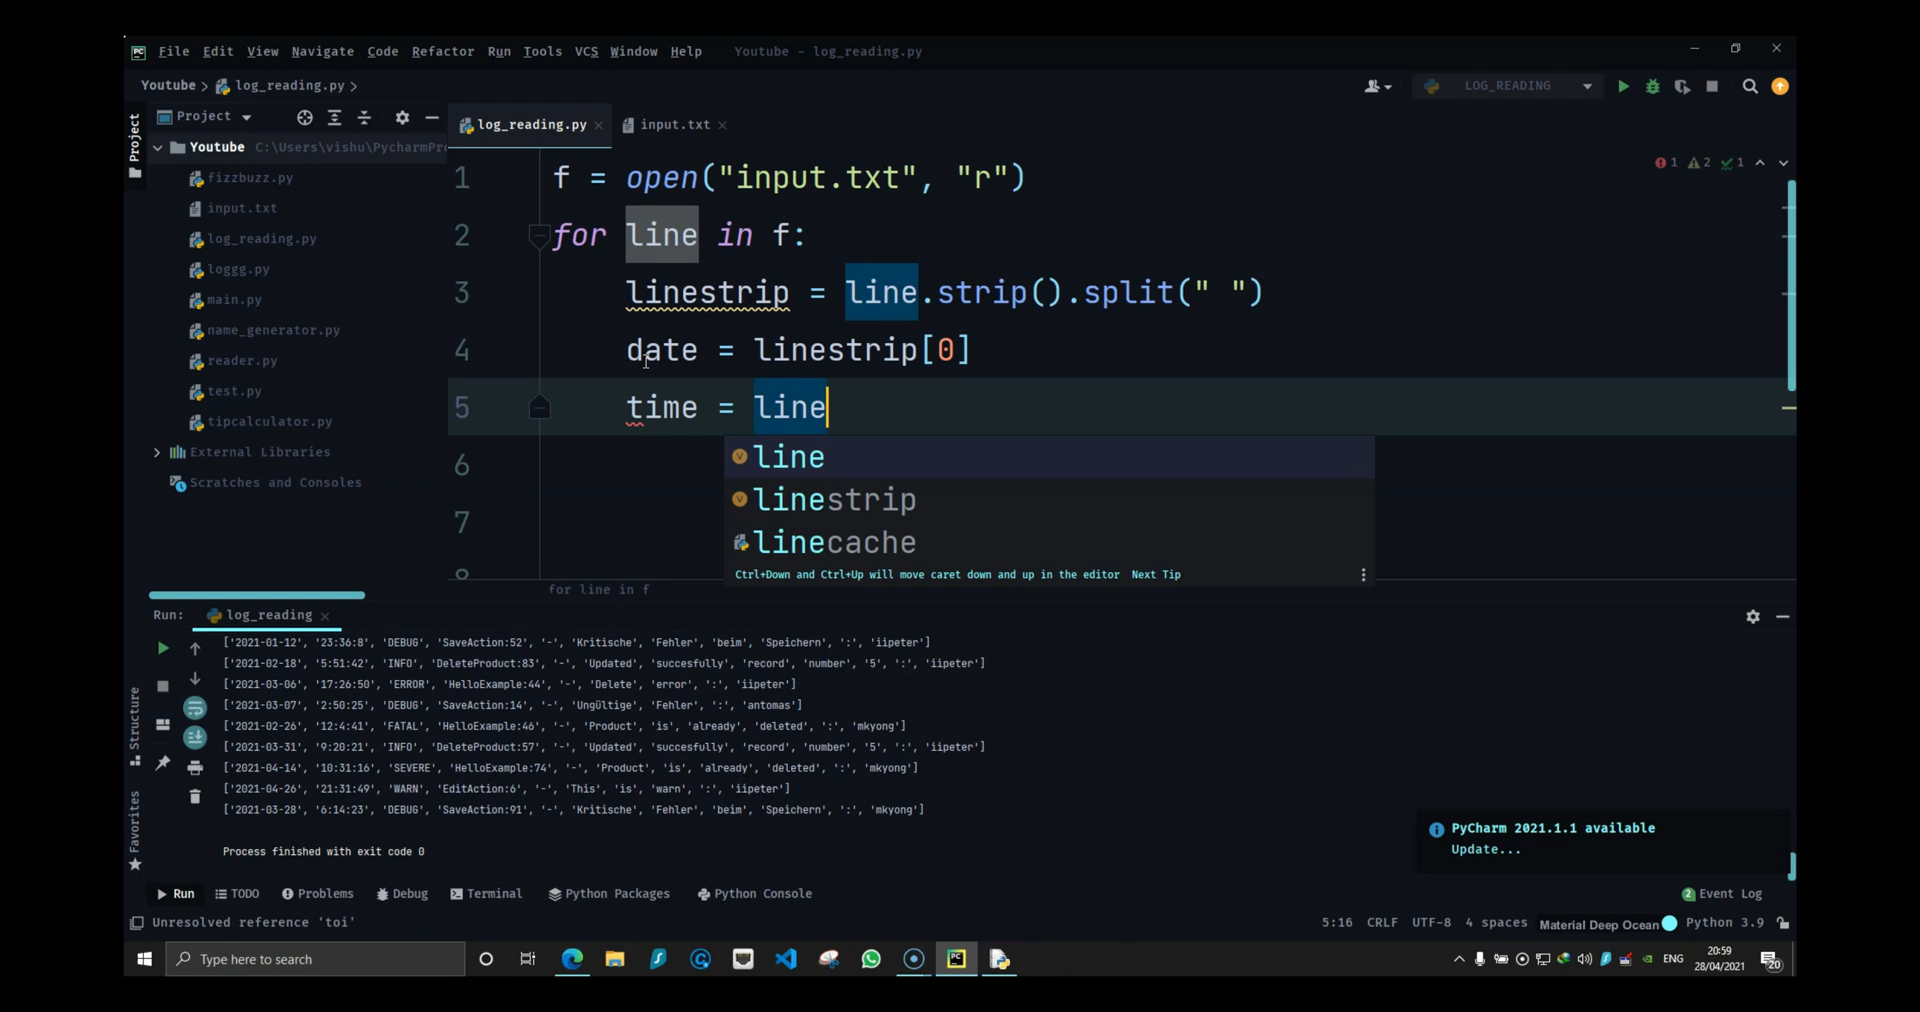 File Edit View Navigate Code Refactor Run Tools VCS Window Help Youtube - log_reading.py
Youtube > log_reading.py >
LOG_READING
Project
Project
log_reading.py
input.txt
Youtube C:\Users\vishu\PycharmPr
fizzbuzz.py
input.txt
log_reading.py
loggg.py
main.py
name_generator.py
reader.py
test.py
tipcalculator.py
External Libraries
Scratches and Consoles
1 2 1
1 f = open("input.txt", "r")
2 for line in f:
3 linestrip = line.strip().split(" ")
4 date = linestrip[0]
5 time = line
6
7
8
line
linestrip
linecache
Ctrl+Down and Ctrl+Up will move caret down and up in the editor Next Tip
for line in f
Run: log_reading
['2021-01-12', '23:36:8', 'DEBUG', 'SaveAction:52', '-', 'Kritische', 'Fehler', 'beim', 'Speichern', ':', 'iipeter']
['2021-02-18', '5:51:42', 'INFO', 'DeleteProduct:83', '-', 'Updated', 'succesfully', 'record', 'number', '5', ':', 'iipeter']
['2021-03-06', '17:26:50', 'ERROR', 'HelloExample:44', '-', 'Delete', 'error', ':', 'iipeter']
['2021-03-07', '2:50:25', 'DEBUG', 'SaveAction:14', '-', 'Ungültige', 'Fehler', ':', 'antomas']
['2021-02-26', '12:4:41', 'FATAL', 'HelloExample:46', '-', 'Product', 'is', 'already', 'deleted', ':', 'mkyong']
['2021-03-31', '9:20:21', 'INFO', 'DeleteProduct:57', '-', 'Updated', 'succesfully', 'record', 'number', '5', ':', 'iipeter']
['2021-04-14', '10:31:16', 'SEVERE', 'HelloExample:74', '-', 'Product', 'is', 'already', 'deleted', ':', 'mkyong']
['2021-04-26', '21:31:49', 'WARN', 'EditAction:6', '-', 'This', 'is', 'warn', ':', 'iipeter']
['2021-03-28', '6:14:23', 'DEBUG', 'SaveAction:91', '-', 'Kritische', 'Fehler', 'beim', 'Speichern', ':', 'mkyong']
Process finished with exit code 0
Structure
Favorites
PyCharm 2021.1.1 available
Update...
Run TODO Problems Debug Terminal Python Packages Python Console 2 Event Log
Unresolved reference 'toi' 5:16 CRLF UTF-8 4 spaces Material Deep Ocean Python 3.9
Type here to search
ENG
20:59
28/04/2021
20